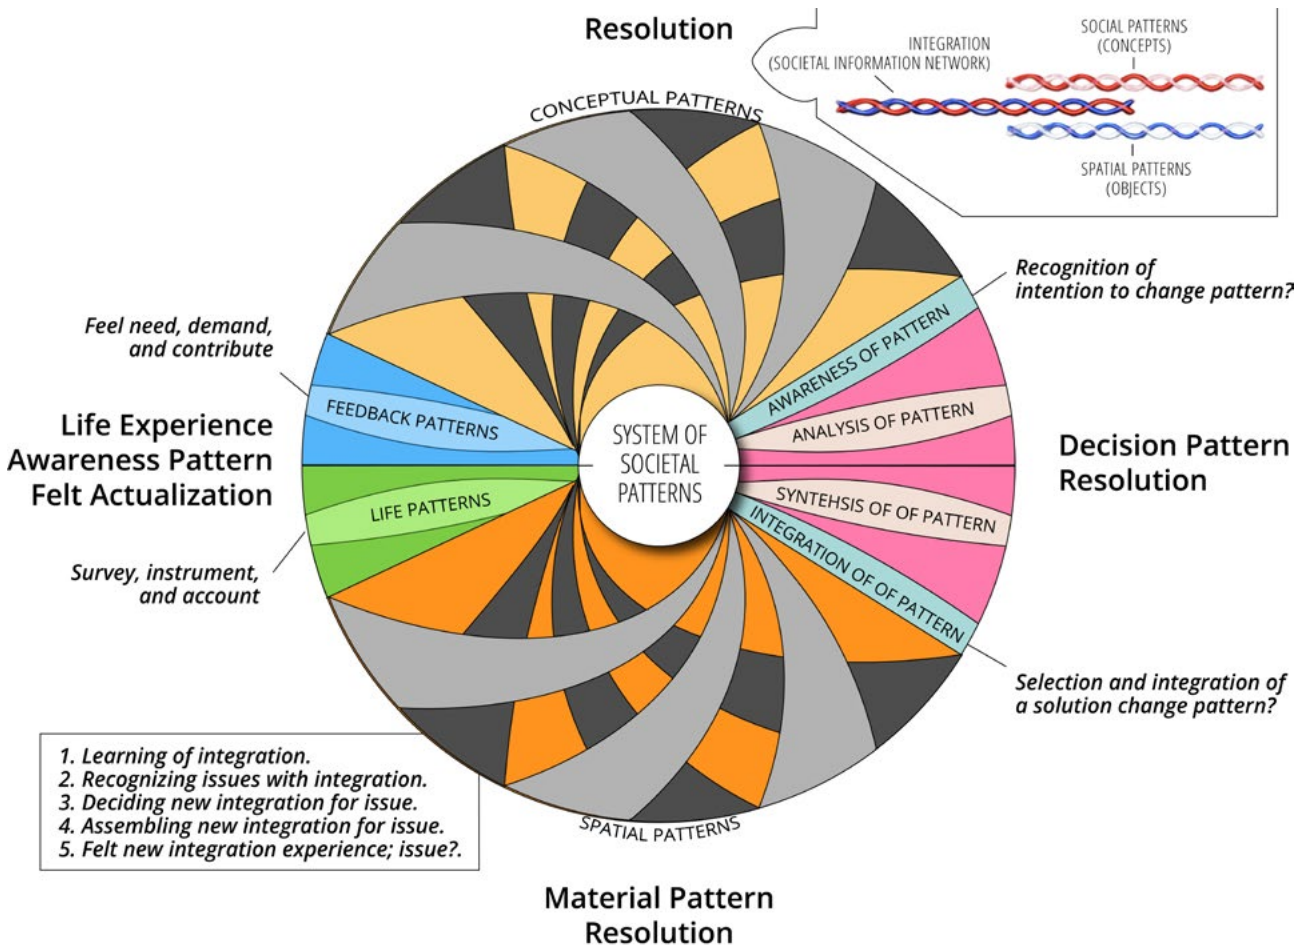 Resolution
SOCIAL PATTERNS
(CONCEPTS)
INTEGRATION
(SOCIETAL INFORMATION NETWORK)
SPATIAL PATTERNS
(OBJECTS)
CONCEPTUAL PATTERNS
Recognition of
intention to change pattern?
Feel need, demand,
and contribute
AWARENESS OF PATTERN
FEEDBACK PATTERNS
ANALYSIS OF PATTERN
Life Experience
Awareness Pattern
Felt Actualization
SYSTEM OF
SOCIETAL
PATTERNS
Decision Pattern
Resolution
LIFE PATTERNS
SYNTEHSIS OF OF PATTERN
INTEGRATION OF OF PATTERN
Survey, instrument,
and account
Selection and integration of
a solution change pattern?
1. Learning of integration.
2. Recognizing issues with integration.
3. Deciding new integration for issue.
4. Assembling new integration for issue.
5. Felt new integration experience; issue?.
SPATIAL PATTERNS
Material Pattern
Resolution